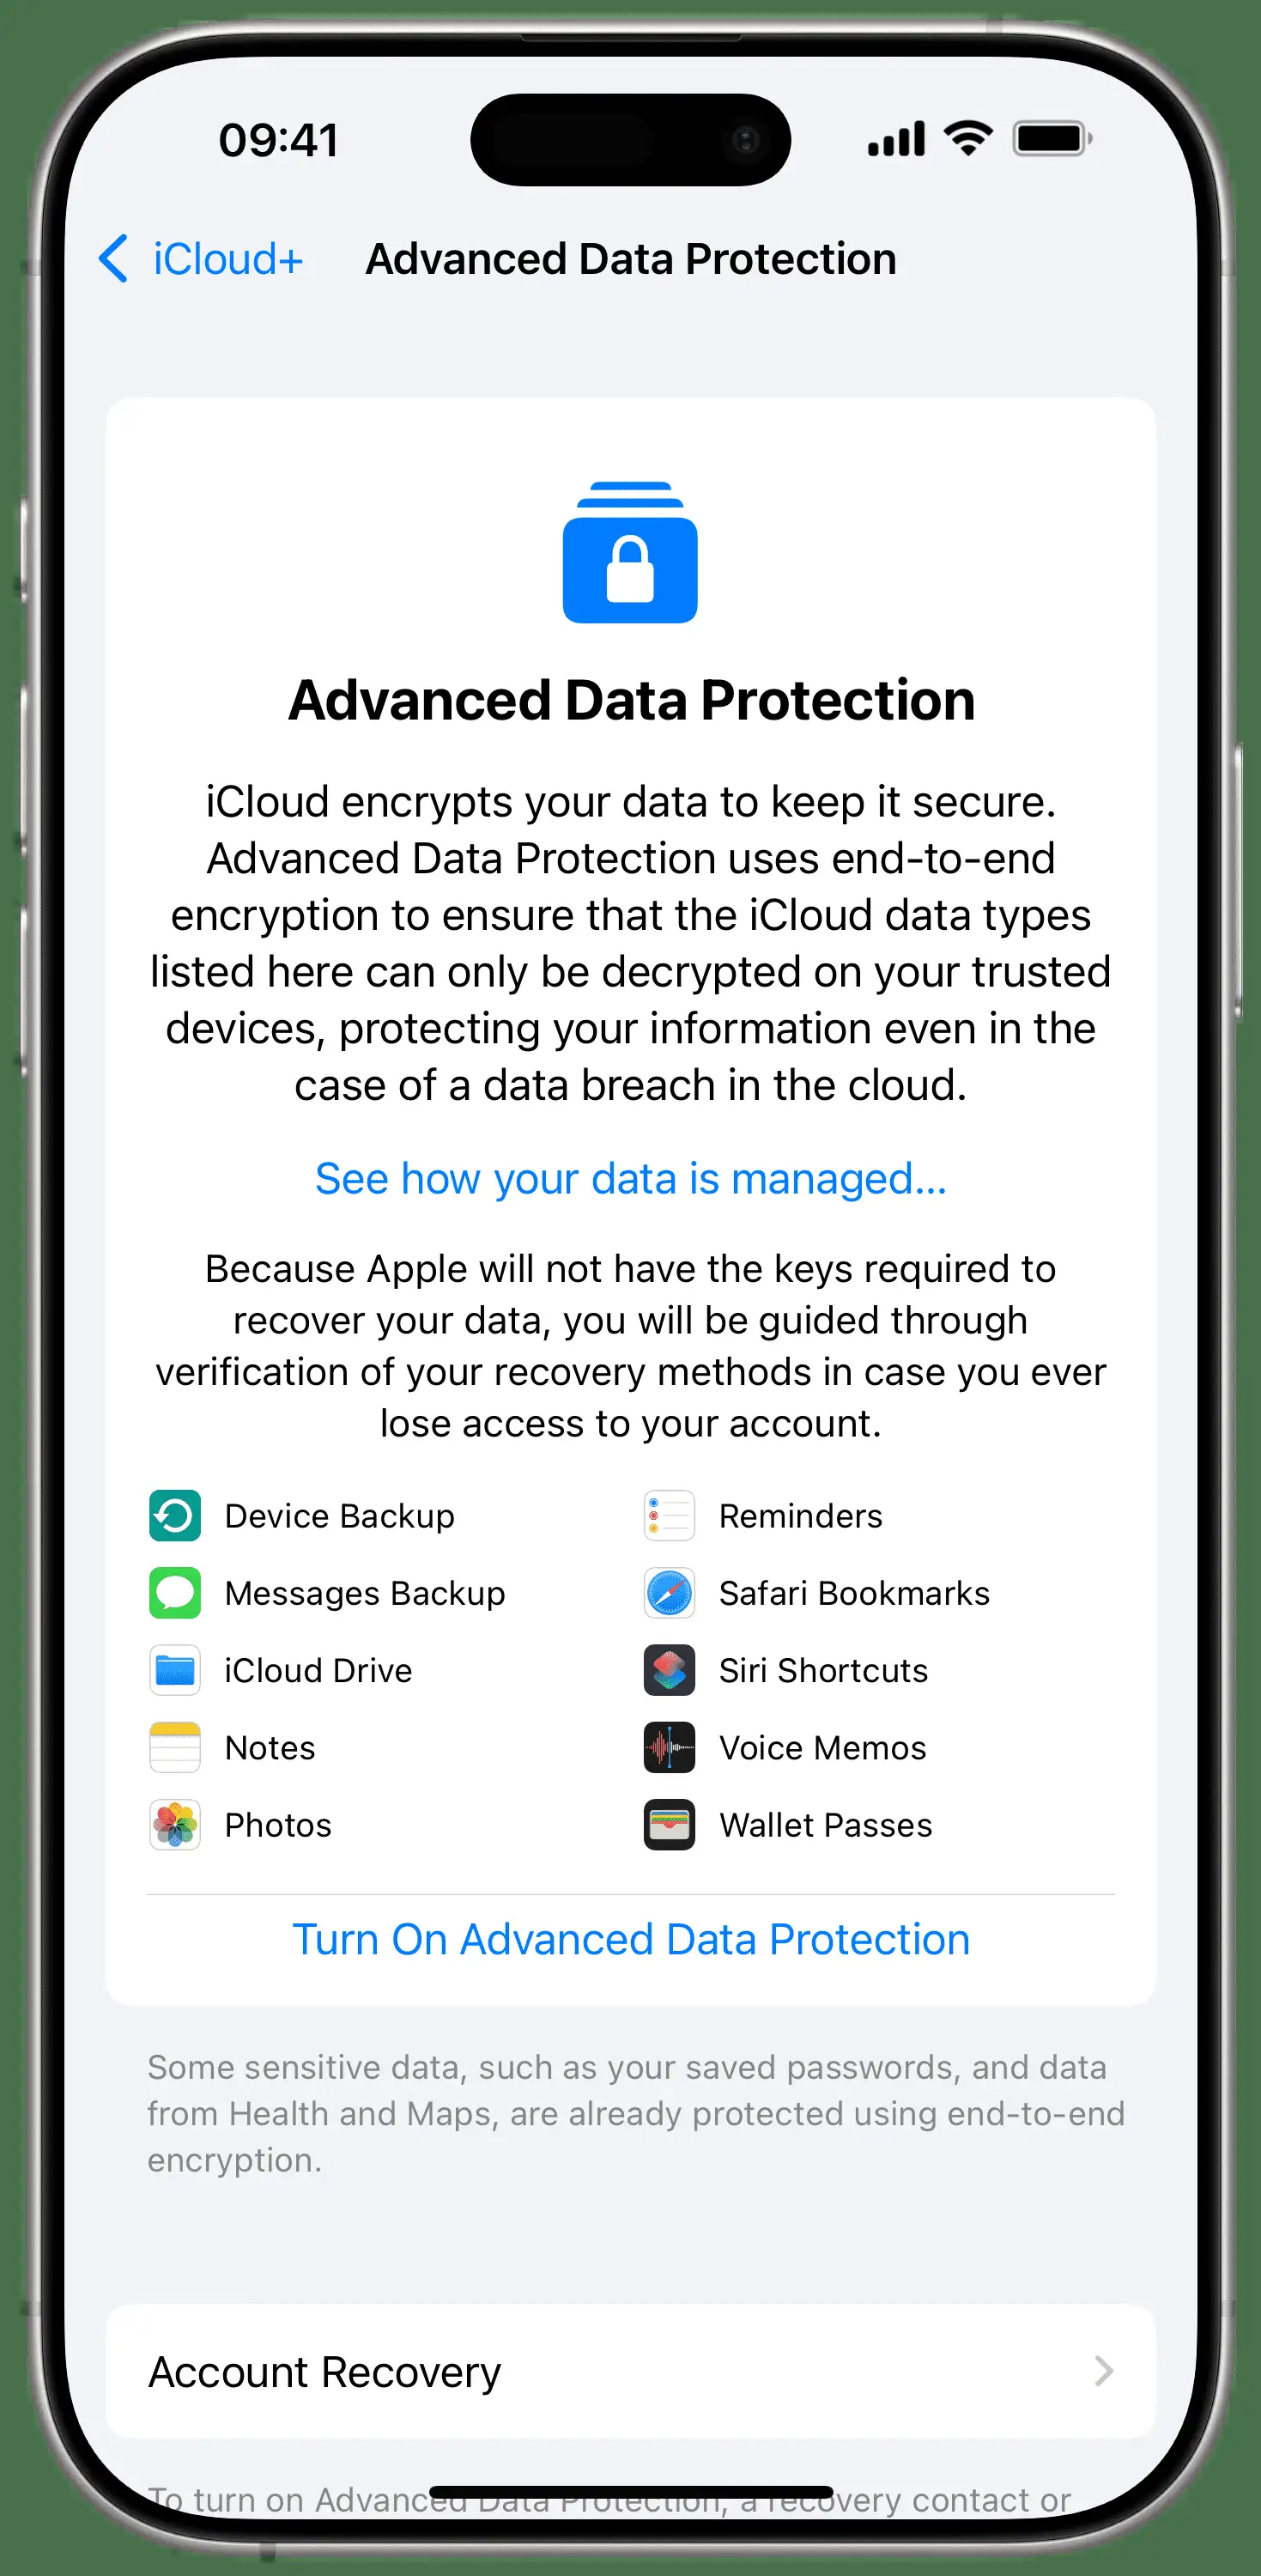 09:41
iCloud+
Advanced Data Protection
Advanced Data Protection
iCloud encrypts your data to keep it secure.
Advanced Data Protection uses end-to-end
encryption to ensure that the iCloud data types
listed here can only be decrypted on your trusted
devices, protecting your information even in the
case of a data breach in the cloud.
See how your data is managed...
Because Apple will not have the keys required to
recover your data, you will be guided through
verification of your recovery methods in case you ever
lose access to your account.
Device Backup
Reminders
Messages Backup
Safari Bookmarks
iCloud Drive
Siri Shortcuts
Notes
Voice Memos
Photos
Wallet Passes
Turn On Advanced Data Protection
Some sensitive data, such as your saved passwords, and data
from Health and Maps, are already protected using end-to-end
encryption.
Account Recovery
To turn on Advanced Data Protection, a recovery contact or